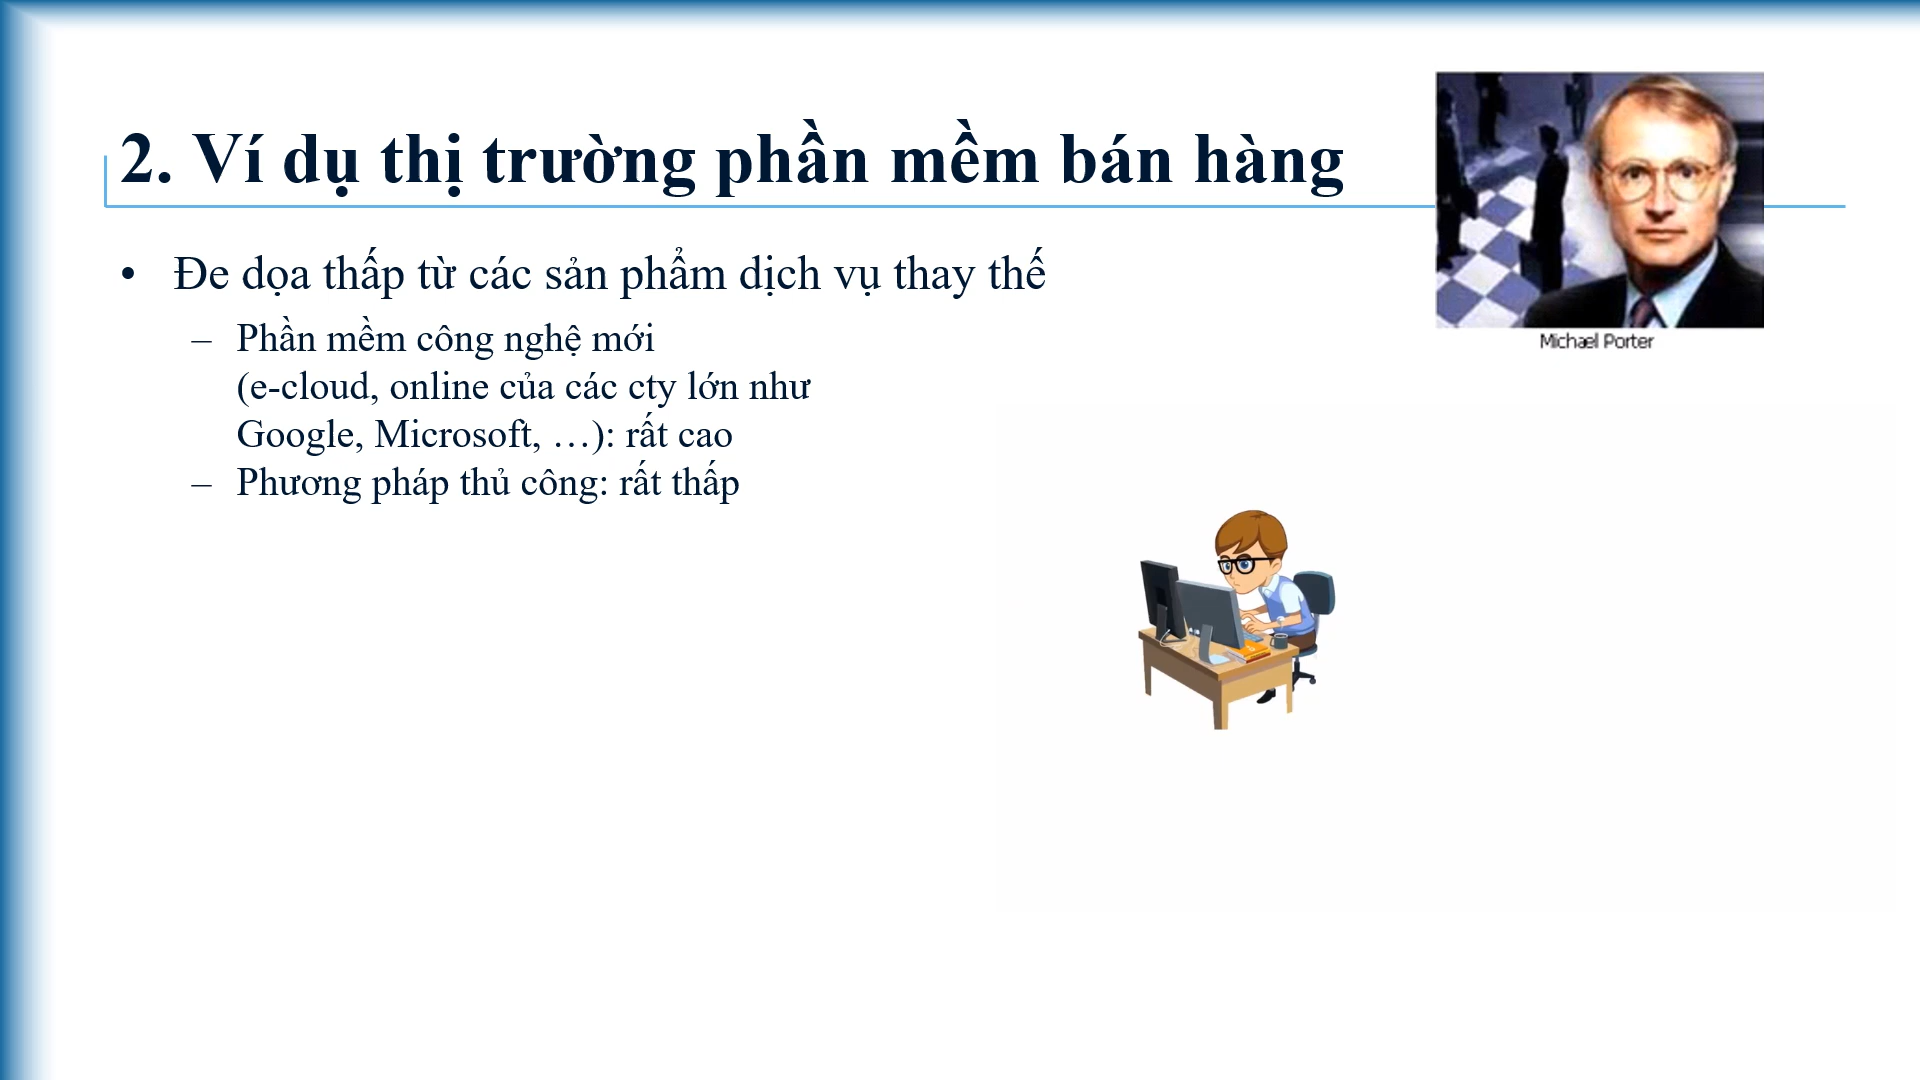 2. Ví dụ thị trường phần mềm bán hàng
Michael Porter
• Đe dọa thấp từ các sản phẩm dịch vụ thay thế
– Phần mềm công nghệ mới
(e-cloud, online của các cty lớn như
Google, Microsoft, …): rất cao
– Phương pháp thủ công: rất thấp